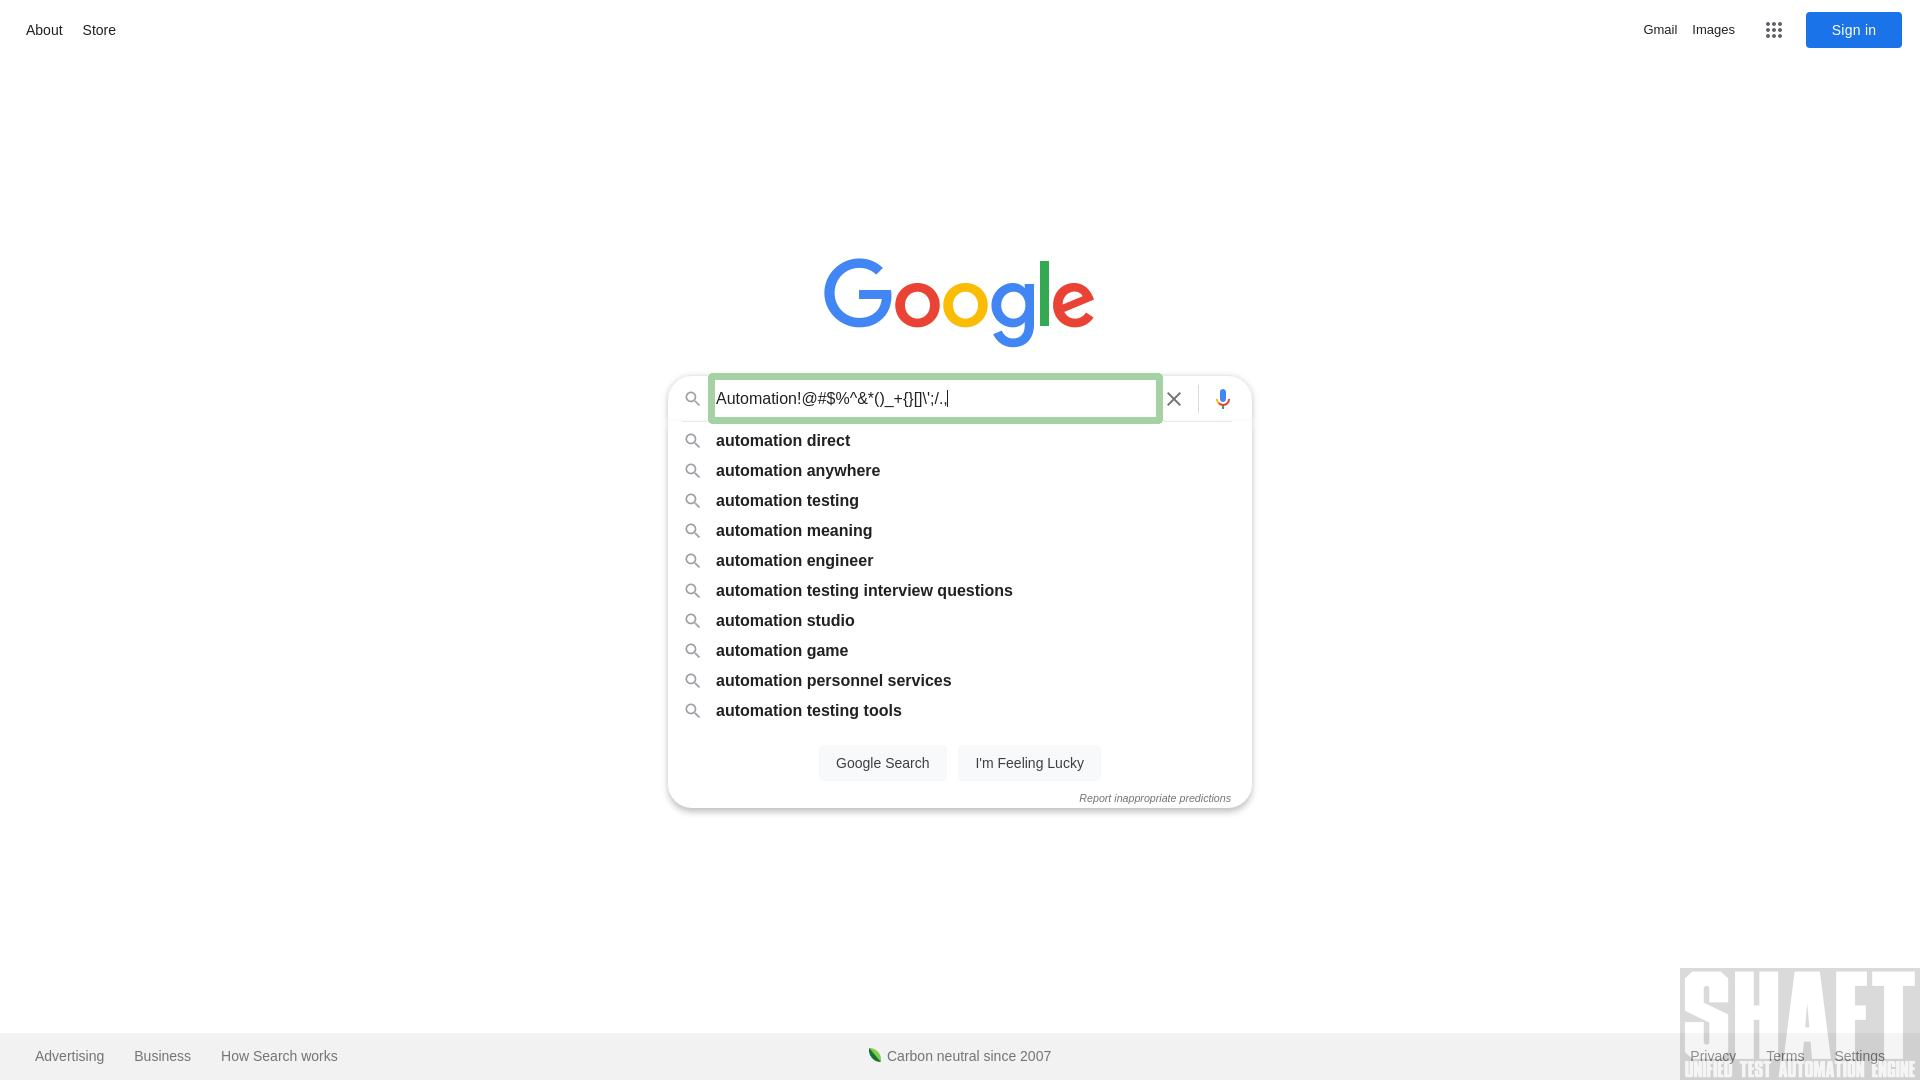 About Store
Gmail Images
Sign in
Google
Automation!@#$%^&*()_+{}[]\';/.,
automation direct
automation anywhere
automation testing
automation meaning
automation engineer
automation testing interview questions
automation studio
automation game
automation personnel services
automation testing tools
Google Search
I'm Feeling Lucky
Report inappropriate predictions
SHAFT
Advertising Business How Search works
Carbon neutral since 2007
Privacy Terms Settings
UNIFIED TEST AUTOMATION ENGINE